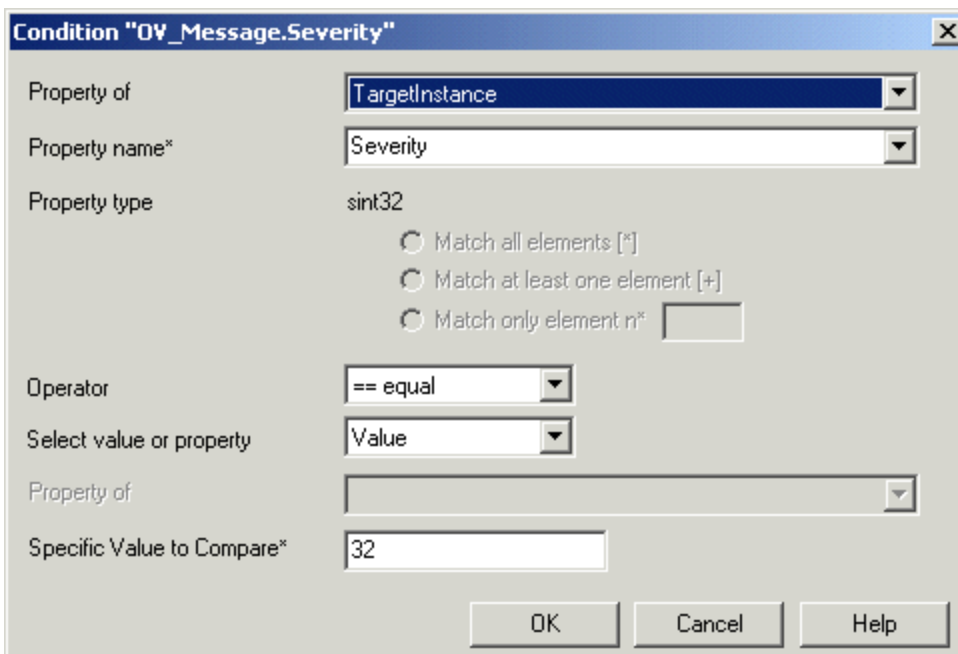 Condition "OV_Message.Severity"
Property of TargetInstance
Property name* Severity
Property type sint32
Match all elements [*]
Match at least one element [+]
Match only element n*
Operator == equal
Select value or property Value
Property of
Specific Value to Compare* 32
OK Cancel Help